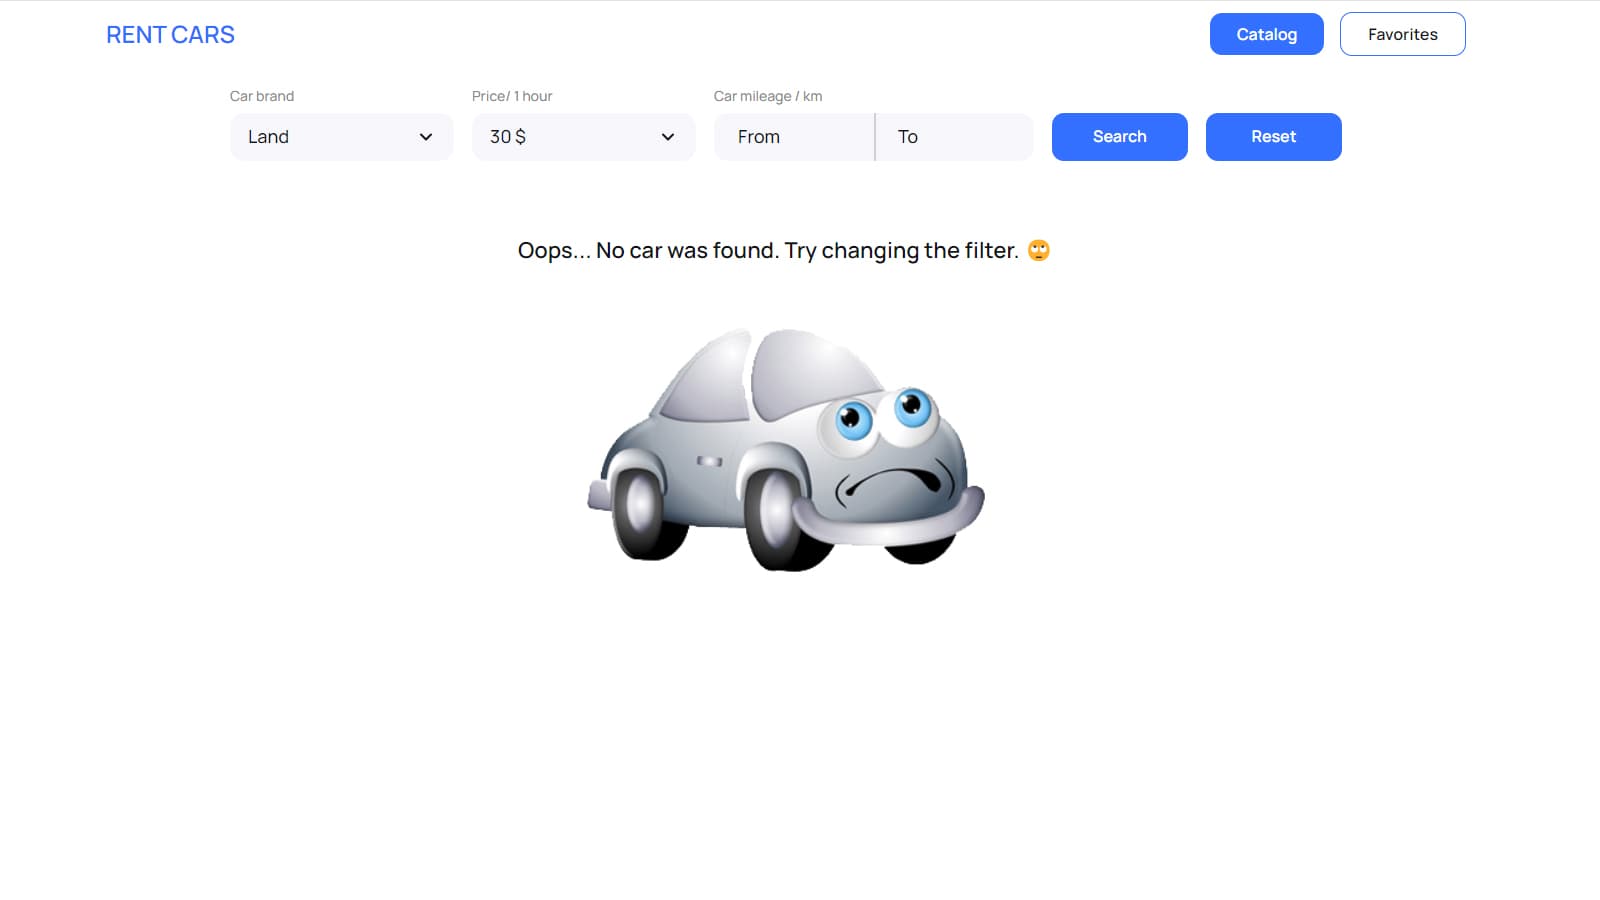 RENT CARS
Catalog
Favorites
Car brand
Price/ 1 hour
Car mileage / km
Land
30 $
From
To
Search
Reset
Oops... No car was found. Try changing the filter. 🙄